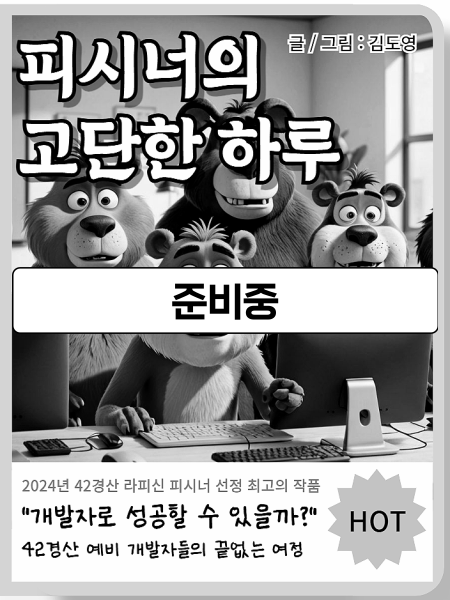 피시너의
글 / 그림 : 김도영
고단한 하루
준비중
2024년 42경산 라피신 피시너 선정 최고의 작품
"개발자로 성공할 수 있을까?"
42경산 예비 개발자들의 끝없는 여정
HOT